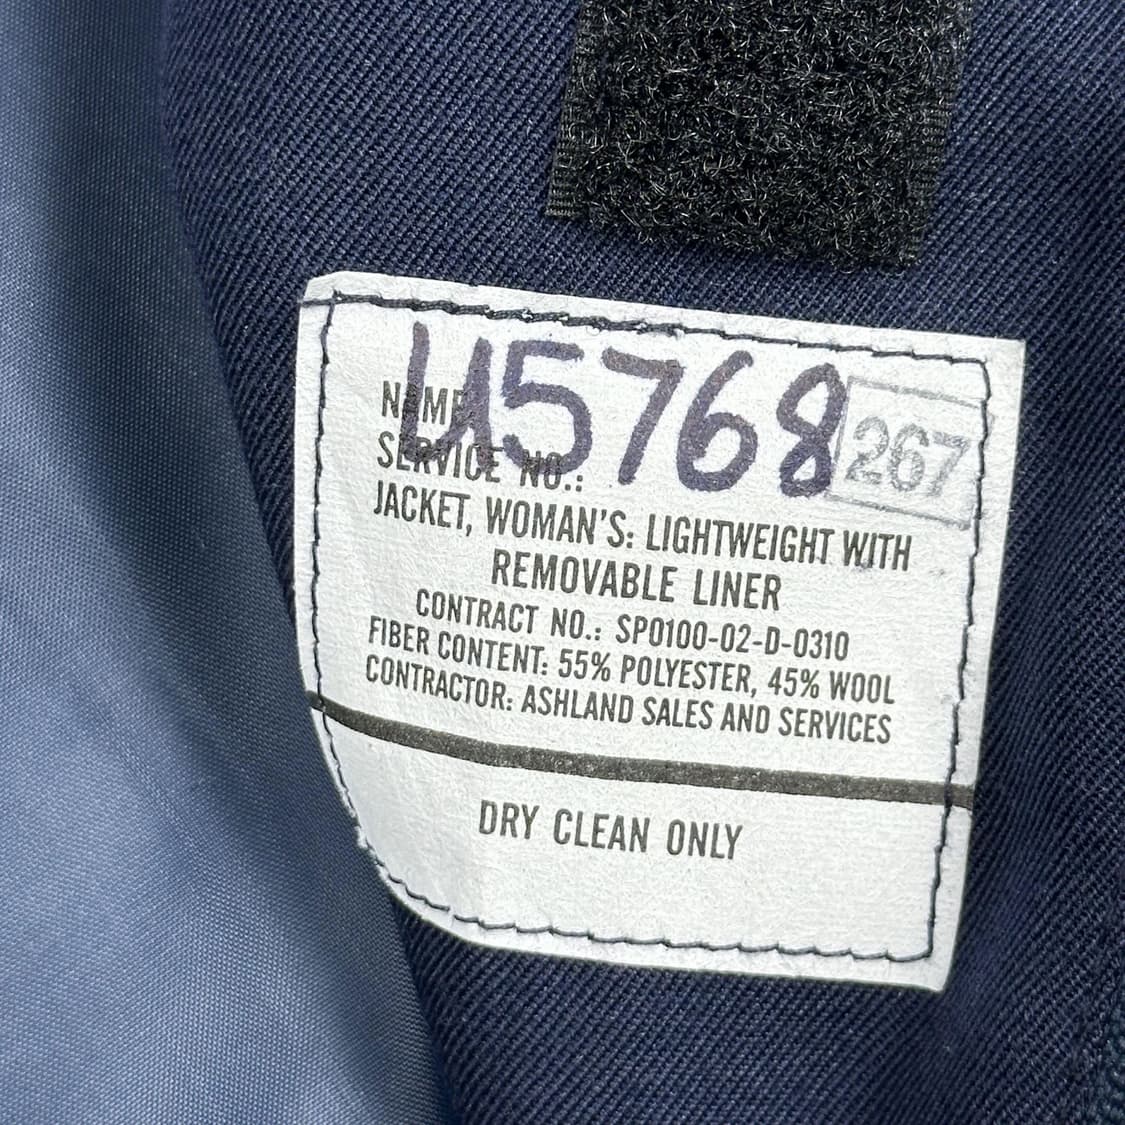 U5768
267
NAME
SERVICE NO.:
JACKET, WOMAN'S: LIGHTWEIGHT WITH
REMOVABLE LINER
CONTRACT NO.: SP0100-02-D-0310
FIBER CONTENT: 55% POLYESTER, 45% WOOL
CONTRACTOR: ASHLAND SALES AND SERVICES
DRY CLEAN ONLY